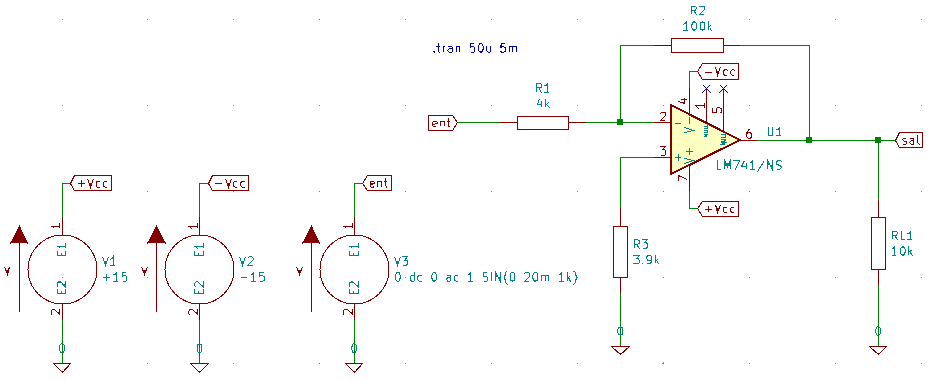 R2
100k
.tran 50u 5m
-Vcc
R1
4k
4
1
5
ent
2
-
V-
NU
NU
6
U1
sal
3
+
V+
LM741/NS
7
+Vcc
+Vcc
-Vcc
ent
1
1
1
E1
E1
E1
R3
3.9k
RL1
10k
V
V1
+15
V
V2
-15
V
V3
0 dc 0 ac 1 SIN(0 20m 1k)
E2
E2
E2
2
2
2
0
0
0
0
0